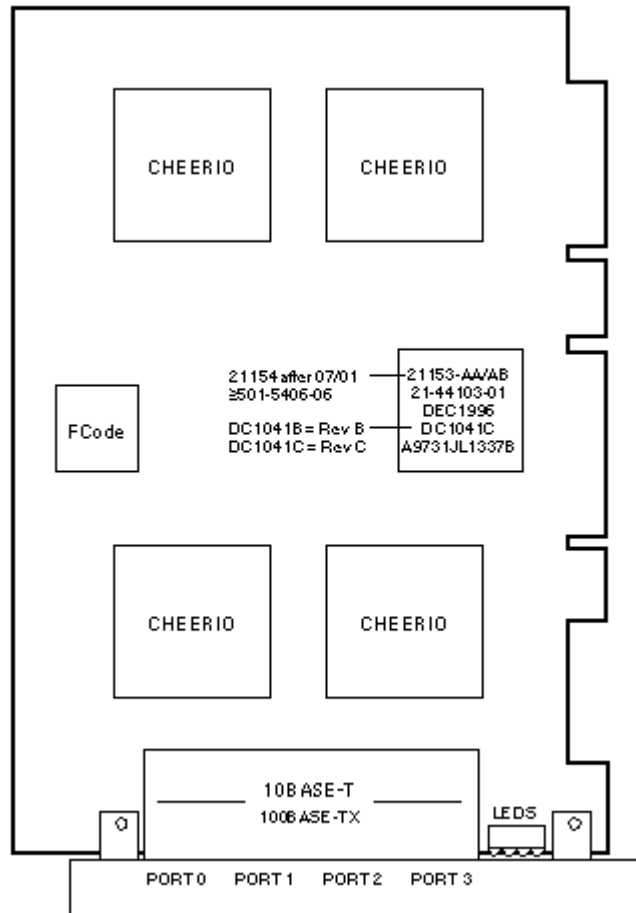 CHEERIO
CHEERIO
21154 after 07/01
≥501-5406-06
DC1041B = Rev B
DC1041C = Rev C
21153-AA/AB
21-44103-01
DEC1996
DC1041C
A9731JL1337B
FCode
CHEERIO
CHEERIO
10BASE-T
100BASE-TX
LEDS
PORT 0
PORT 1
PORT 2
PORT 3